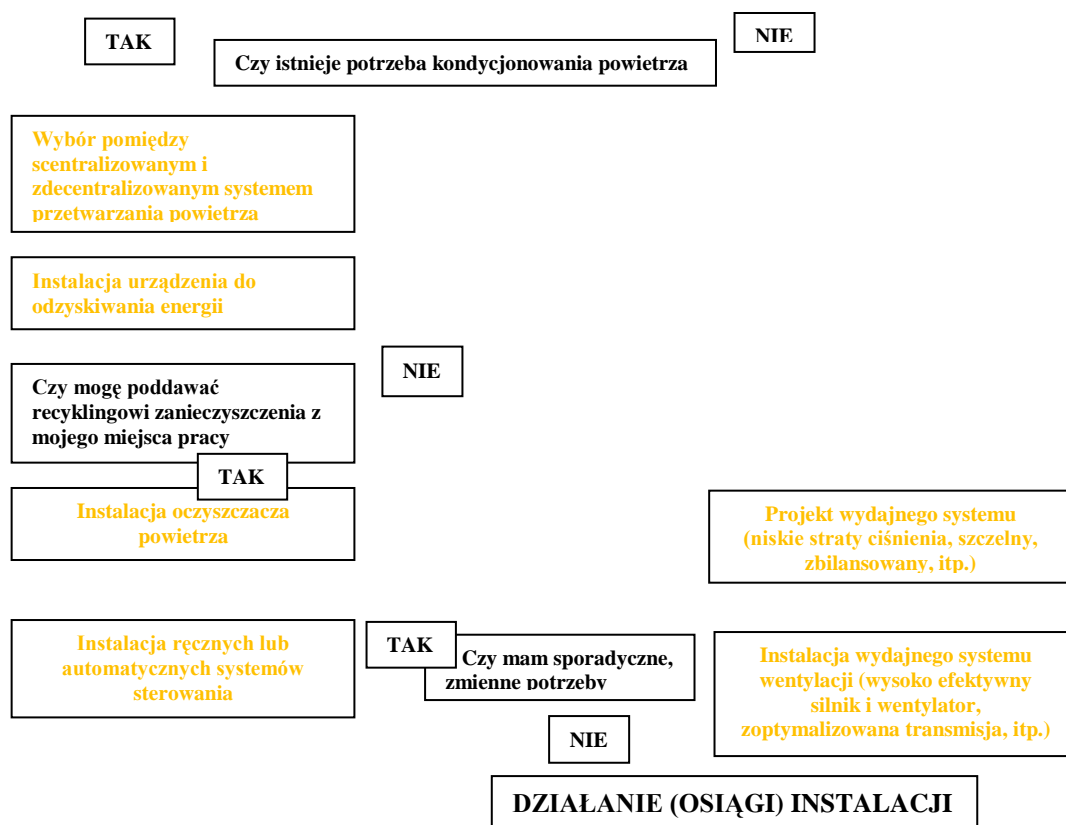 TAK
NIE
Czy istnieje potrzeba kondycjonowania powietrza
Wybór pomiędzy
scentralizowanym i
zdecentralizowanym systemem
przetwarzania powietrza
Instalacja urządzenia do
odzyskiwania energii
NIE
Czy mogę poddawać
recyklingowi zanieczyszczenia z
mojego miejsca pracy
TAK
Instalacja oczyszczacza
powietrza
Projekt wydajnego systemu
(niskie straty ciśnienia, szczelny,
zbilansowany, itp.)
Instalacja ręcznych lub
automatycznych systemów
sterowania
TAK
Czy mam sporadyczne,
zmienne potrzeby
Instalacja wydajnego systemu
wentylacji (wysoko efektywny
silnik i wentylator,
zoptymalizowana transmisja, itp.)
NIE
DZIAŁANIE (OSIĄGI) INSTALACJI